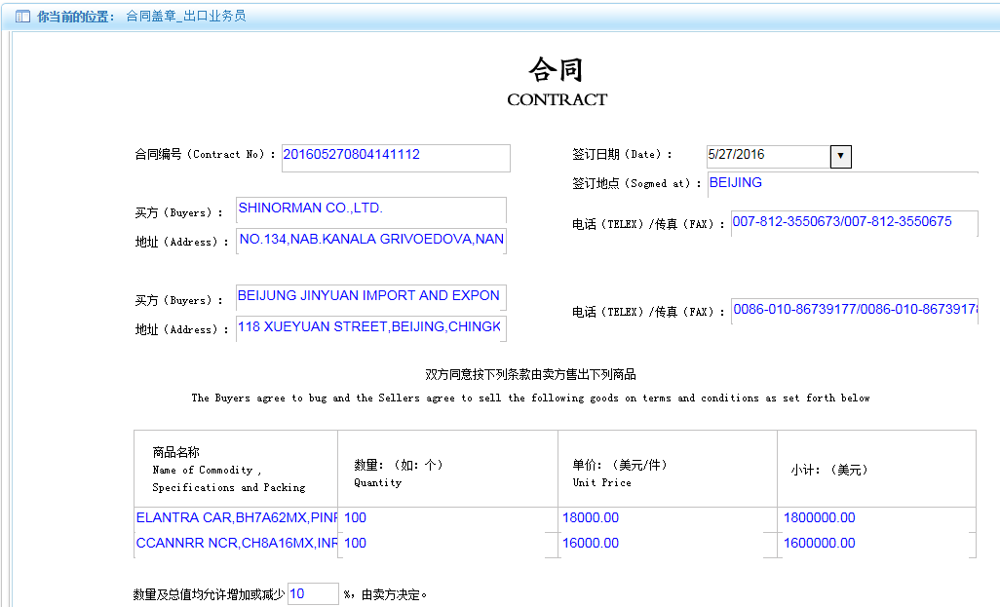 你当前的位置： 合同盖章_出口业务员
合同
CONTRACT
合同编号（Contract No）： 201605270804141112
签订日期（Date）： 5/27/2016
签订地点（Sogmed at）： BEIJING
买方（Buyers）： SHINORMAN CO.,LTD.
电话（TELEX）/传真（FAX）： 007-812-3550673/007-812-3550675
地址（Address）： NO.134,NAB.KANALA GRIVOEDOVA,NAN
买方（Buyers）： BEIJUNG JINYUAN IMPORT AND EXPON
电话（TELEX）/传真（FAX）： 0086-010-86739177/0086-010-86739178
地址（Address）： 118 XUEYUAN STREET,BEIJING,CHINGK
双方同意按下列条款由卖方售出下列商品
The Buyers agree to bug and the Sellers agree to sell the following goods on terms and conditions as set forth below
商品名称
Name of Commodity ,
Specifications and Packing
数量：（如：个）
Quantity
单价：（美元/件）
Unit Price
小计：（美元）
ELANTRA CAR,BH7A62MX,PINF 100 18000.00 1800000.00
CCANNRR NCR,CH8A16MX,INR 100 16000.00 1600000.00
数量及总值均允许增加或减少 10 %，由卖方决定。